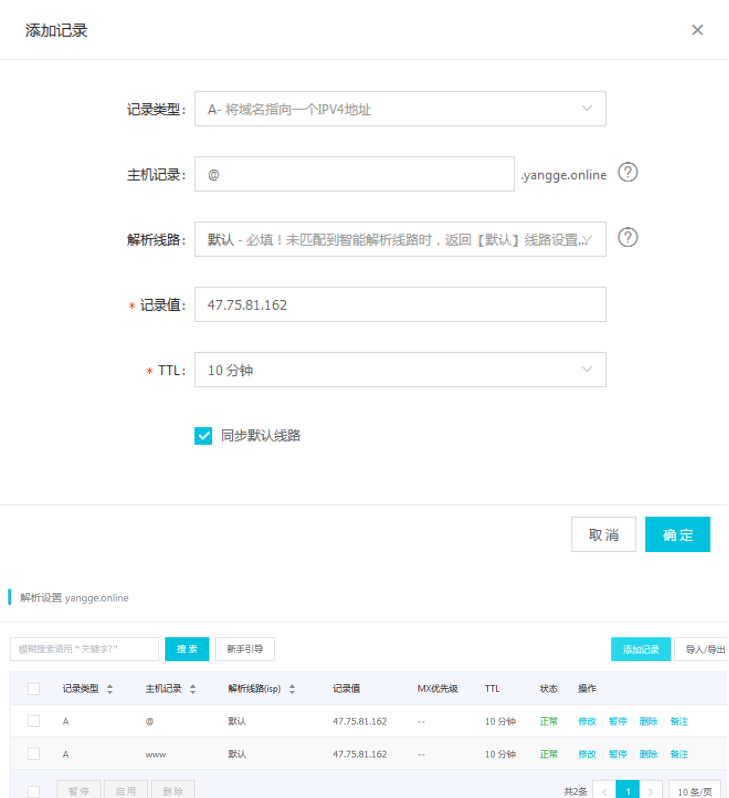 添加记录 ×
记录类型: A- 将域名指向一个IPV4地址
主机记录: @ .yangge.online ?
解析线路: 默认 - 必填！未匹配到智能解析线路时，返回【默认】线路设置... ?
* 记录值: 47.75.81.162
* TTL: 10 分钟
同步默认线路
取消 确定
解析设置 yangge.online
模糊搜索请用 “ 关键字?” 搜索 新手引导 添加记录 导入/导出
记录类型 主机记录 解析线路(isp) 记录值 MX优先级 TTL 状态 操作
A @ 默认 47.75.81.162 -- 10 分钟 正常 修改 暂停 删除 备注
A www 默认 47.75.81.162 -- 10 分钟 正常 修改 暂停 删除 备注
暂停 启用 删除 共2条 < 1 > 10 条/页